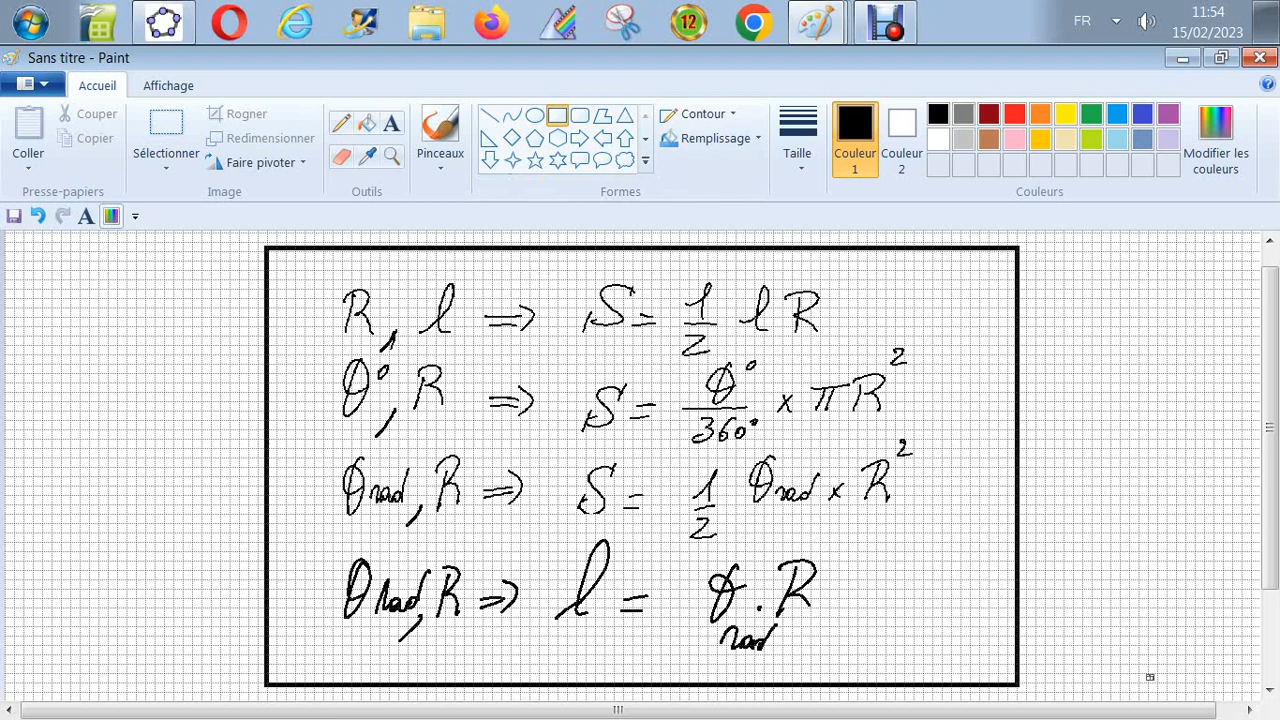 12
FR
11:54
15/02/2023
Sans titre - Paint
Accueil
Affichage
Coller
Couper
Copier
Presse-papiers
Sélectionner
Rogner
Redimensionner
Faire pivoter
Image
A
Outils
Pinceaux
Contour
Remplissage
Formes
Taille
Couleur 1
Couleur 2
Modifier les couleurs
Couleurs
A
R, l ⇒ S = 1/2 l R
θ°, R ⇒ S = θ°/360° × πR²
θrad, R ⇒ S = 1/2 θrad × R²
θrad, R ⇒ l = θ rad . R